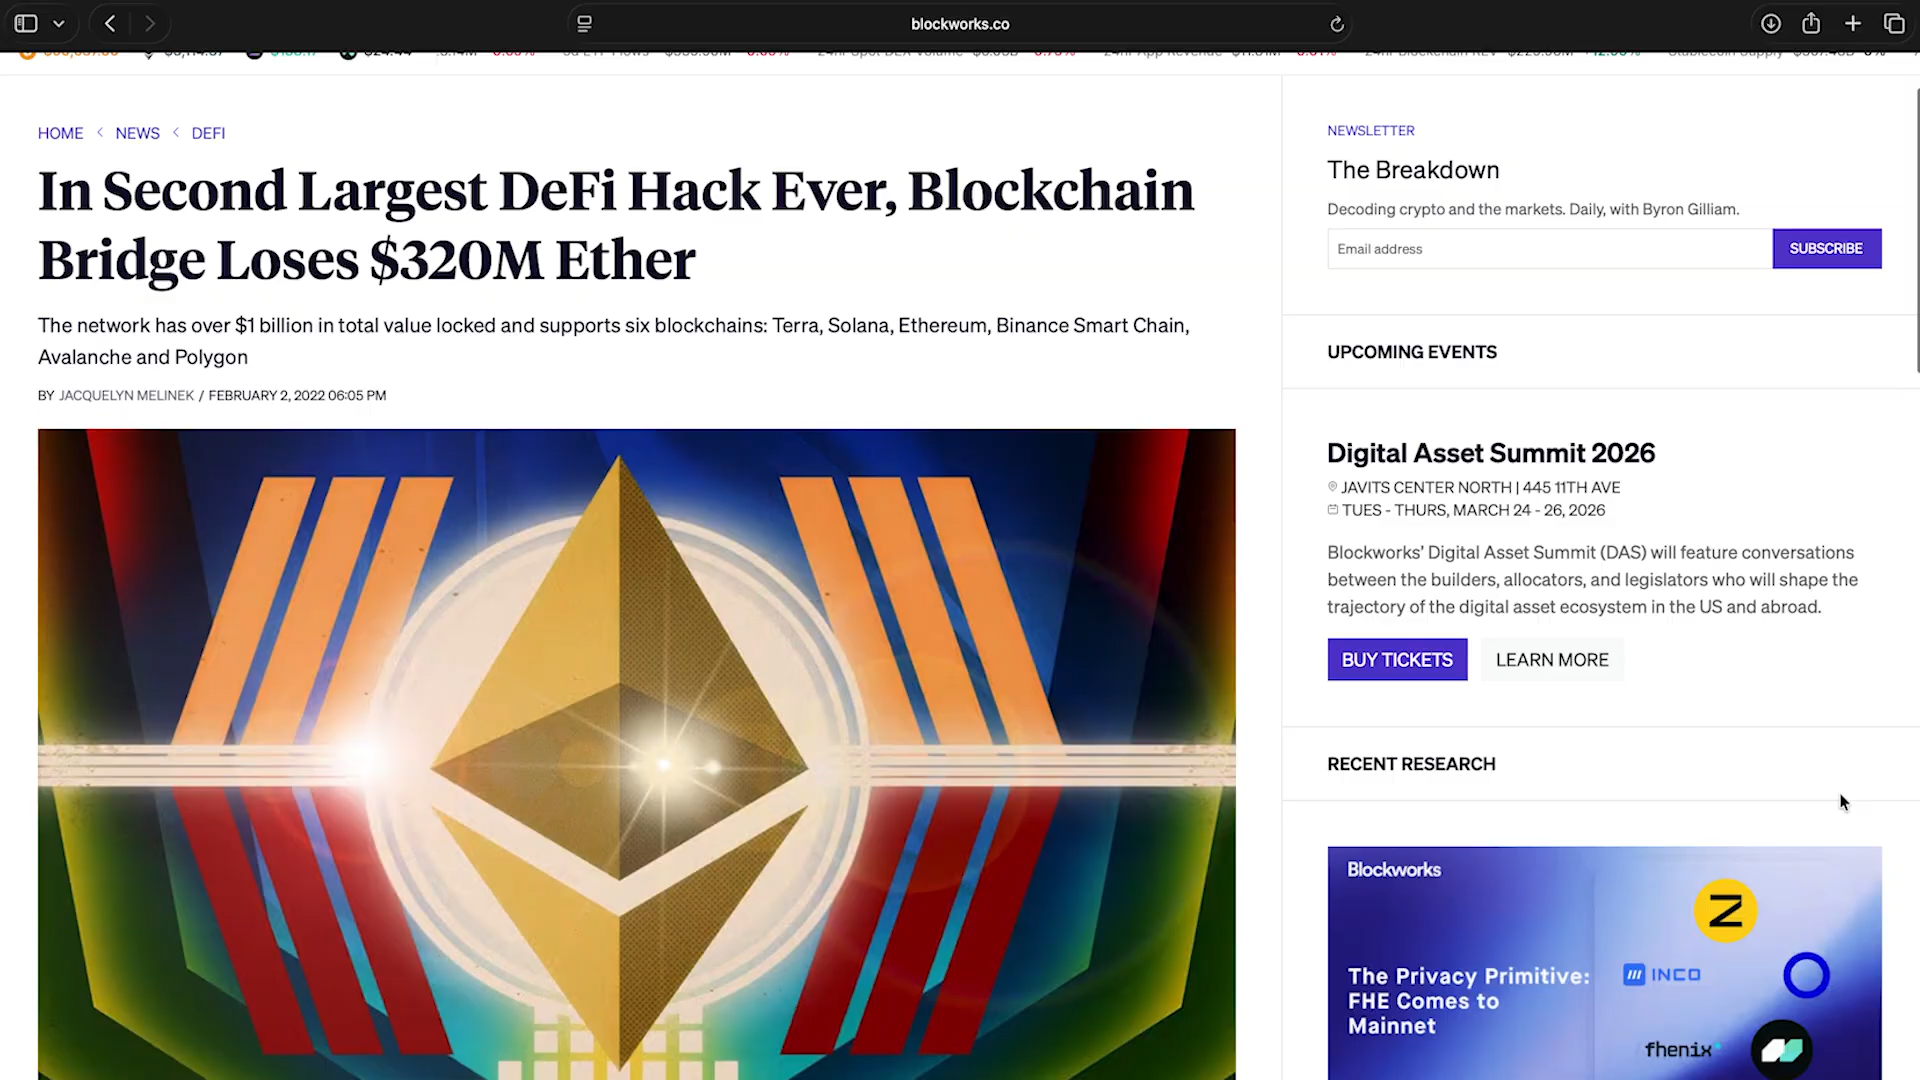 blockworks.co
HOME < NEWS < DEFI
In Second Largest DeFi Hack Ever, Blockchain
Bridge Loses $320M Ether
The network has over $1 billion in total value locked and supports six blockchains: Terra, Solana, Ethereum, Binance Smart Chain,
Avalanche and Polygon
BY JACQUELYN MELINEK / FEBRUARY 2, 2022 06:05 PM
NEWSLETTER
The Breakdown
Decoding crypto and the markets. Daily, with Byron Gilliam.
Email address
SUBSCRIBE
UPCOMING EVENTS
Digital Asset Summit 2026
JAVITS CENTER NORTH | 445 11TH AVE
TUES - THURS, MARCH 24 - 26, 2026
Blockworks' Digital Asset Summit (DAS) will feature conversations
between the builders, allocators, and legislators who will shape the
trajectory of the digital asset ecosystem in the US and abroad.
BUY TICKETS
LEARN MORE
RECENT RESEARCH
Blockworks
The Privacy Primitive:
FHE Comes to
Mainnet
INCO
fhenix